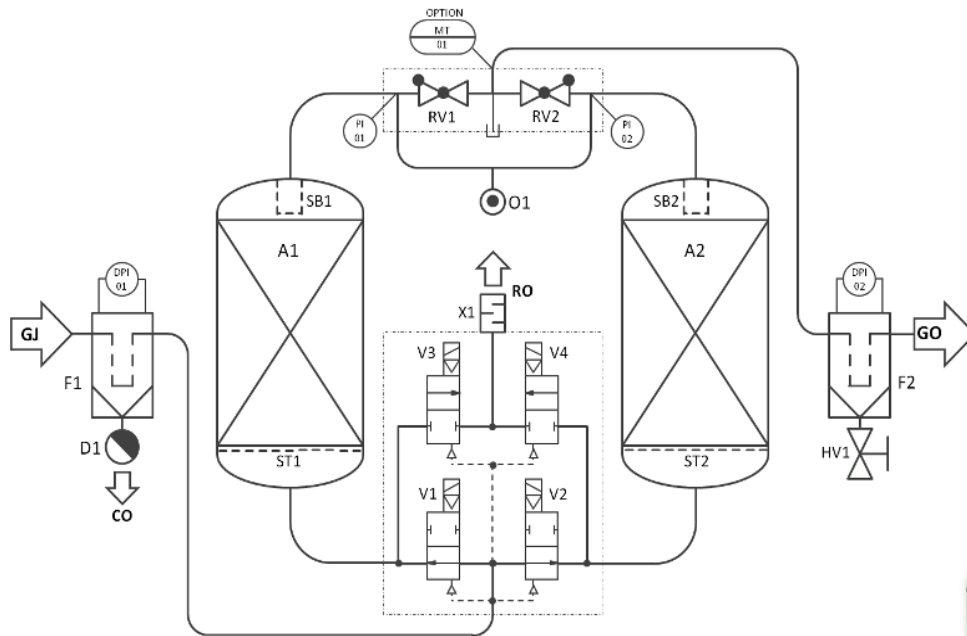 OPTION
MT
01
RV1
RV2
PI
01
PI
02
SB1
O1
SB2
A1
A2
DPI
01
RO
DPI
02
X1
GJ
GO
V3
V4
F1
F2
D1
ST1
ST2
HV1
V1
V2
CO